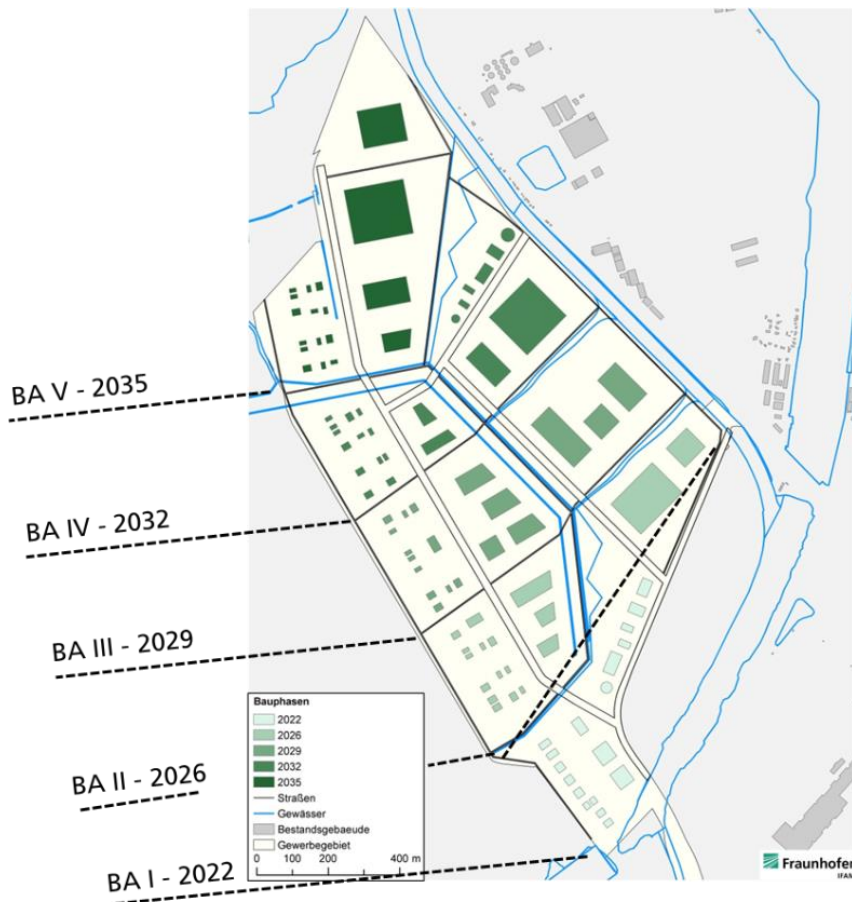 BA V - 2035
BA IV - 2032
BA III - 2029
BA II - 2026
BA I - 2022
Bauphasen
2022
2026
2029
2032
2035
Straßen
Gewässer
Bestandsgebaeude
Gewerbegebiet
0 100 200 400 m
Fraunhofer
IFAM